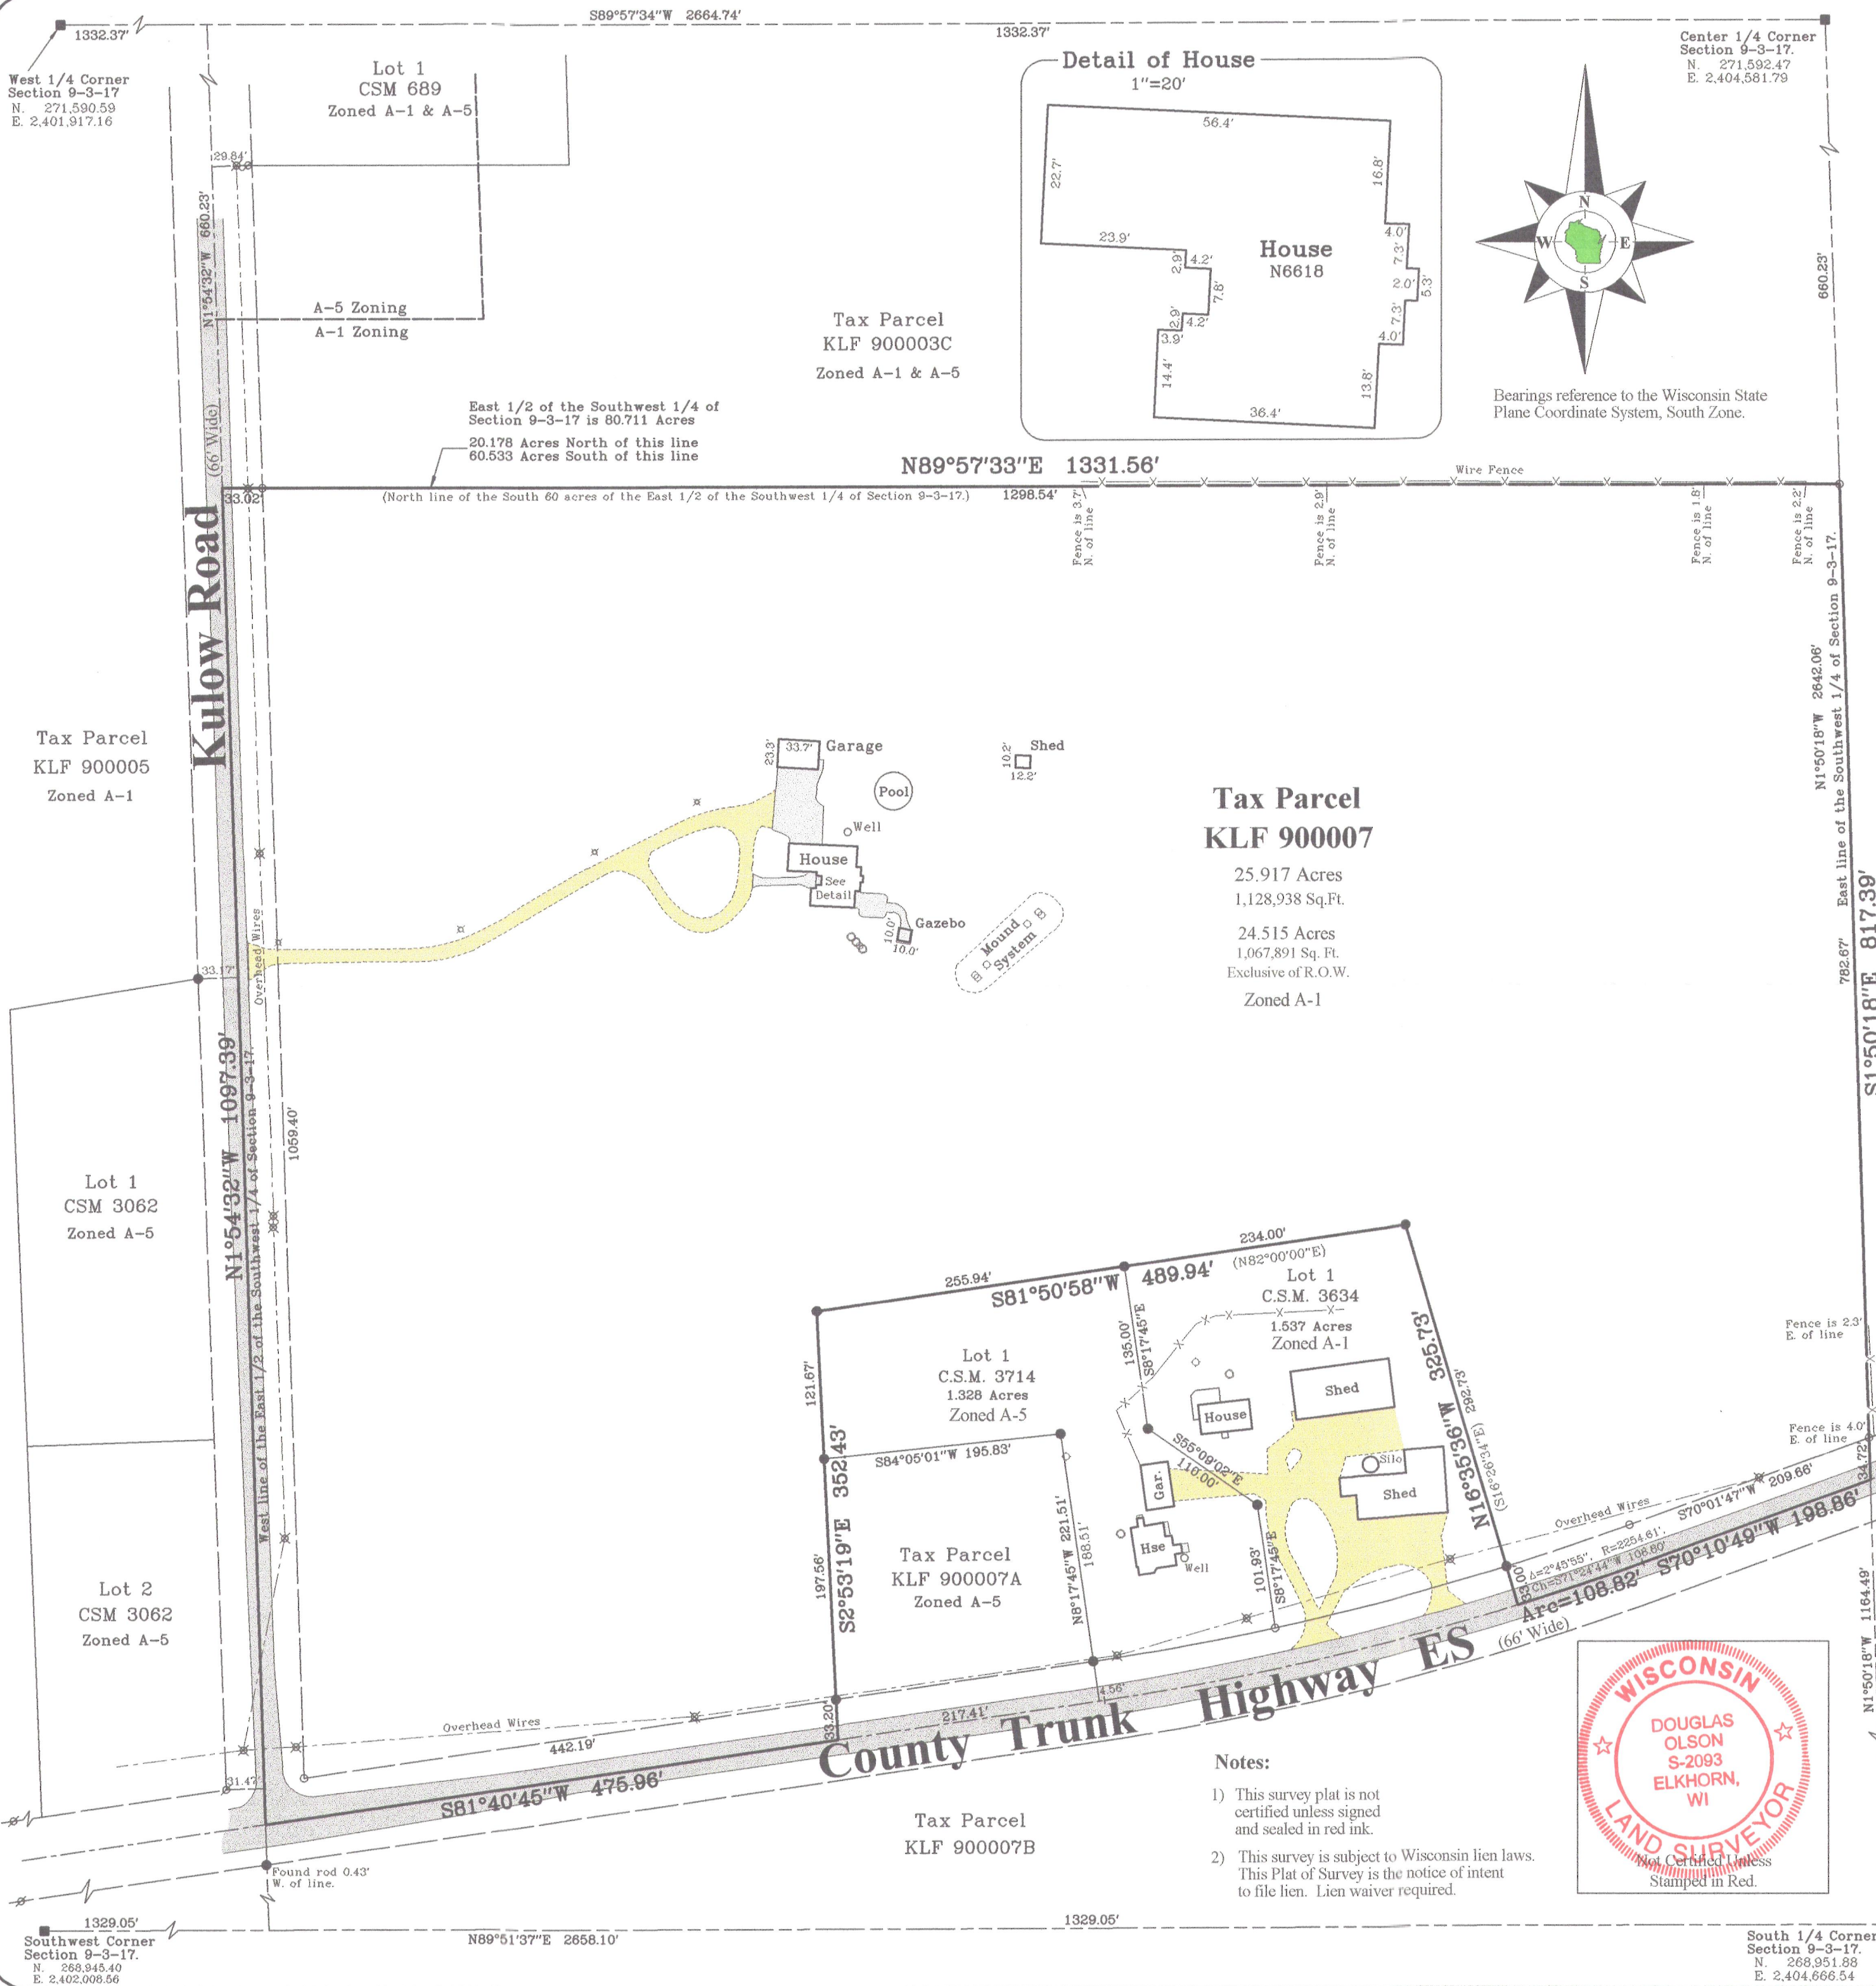 S89°57'34"W 2664.74'
1332.37'
1332.37'
West 1/4 Corner
Section 9-3-17
N. 271,590.59
E. 2,401,917.16
Lot 1
CSM 689
Zoned A-1 & A-5
29.84'
N1°54'32"W 660.23'
A-5 Zoning
A-1 Zoning
(66' Wide)
Tax Parcel
KLF 900003C
Zoned A-1 & A-5
Detail of House
1"=20'
56.4'
22.7'
16.8'
23.9'
2.9'
4.2'
7.8'
2.9'
4.2'
3.9'
14.4'
36.4'
13.8'
4.0'
7.3'
2.0'
5.3'
7.3'
4.0'
House
N6618
Center 1/4 Corner
Section 9-3-17.
N. 271,592.47
E. 2,404,581.79
N
W
E
S
660.23'
Bearings reference to the Wisconsin State
Plane Coordinate System, South Zone.
East 1/2 of the Southwest 1/4 of
Section 9-3-17 is 80.711 Acres
20.178 Acres North of this line
60.533 Acres South of this line
N89°57'33"E 1331.56'
Wire Fence
33.02'
(North line of the South 60 acres of the East 1/2 of the Southwest 1/4 of Section 9-3-17.)
1298.54'
Fence is 3.7'
N. of line
Fence is 2.9'
N. of line
Fence is 1.8'
N. of line
Fence is 2.2'
N. of line
Kulow Road
Tax Parcel
KLF 900005
Zoned A-1
23.3'
33.7'
Garage
Pool
Well
10.2'
Shed
12.2'
House
See
Detail
Gazebo
10.0'
10.0'
Mound
System
Tax Parcel
KLF 900007
25.917 Acres
1,128,938 Sq.Ft.
24.515 Acres
1,067,891 Sq. Ft.
Exclusive of R.O.W.
Zoned A-1
N1°50'18"W 2642.06'
East line of the Southwest 1/4 of Section 9-3-17.
782.67'
S1°50'18"E 817.39'
Overhead Wires
33.17'
N1°54'32"W 1097.39'
West line of the East 1/2 of the Southwest 1/4 of Section 9-3-17.
1059.40'
Lot 1
CSM 3062
Zoned A-5
Lot 2
CSM 3062
Zoned A-5
255.94'
S81°50'58"W 489.94'
234.00'
(N82°00'00"E)
Lot 1
C.S.M. 3634
1.537 Acres
Zoned A-1
135.00'
S8°17'45"E
121.67'
Lot 1
C.S.M. 3714
1.328 Acres
Zoned A-5
S84°05'01"W 195.83'
S2°53'19"E 352.43'
197.56'
Tax Parcel
KLF 900007A
Zoned A-5
N8°17'45"W 221.51'
188.51'
House
Shed
S55°09'02"E
110.00'
Gar.
Silo
Shed
Hse
Well
101.93'
S8°17'45"E
N16°35'36"W 325.73'
(S16°26'34"E) 292.73'
Fence is 2.3'
E. of line
Fence is 4.0'
E. of line
34.72'
Overhead Wires
S70°01'47"W 209.66'
Δ=2°45'55", R=2254.61',
Ch=S71°24'44"W 108.80'
S70°10'49"W 198.86'
Arc=108.82'
33.00'
(66' Wide)
N1°50'18"W 1164.49'
Overhead Wires
442.19'
33.20'
217.41'
4.56'
County Trunk Highway ES
31.47'
S81°40'45"W 475.96'
Tax Parcel
KLF 900007B
Found rod 0.43'
W. of line.
Notes:
1) This survey plat is not
certified unless signed
and sealed in red ink.
2) This survey is subject to Wisconsin lien laws.
This Plat of Survey is the notice of intent
to file lien. Lien waiver required.
WISCONSIN
DOUGLAS
OLSON
S-2093
ELKHORN,
WI
LAND SURVEYOR
Not Certified Unless
Stamped in Red.
1329.05'
1329.05'
Southwest Corner
Section 9-3-17.
N. 268,945.40
E. 2,402,008.56
N89°51'37"E 2658.10'
South 1/4 Corner
Section 9-3-17.
N. 268,951.88
E. 2,404,666.54